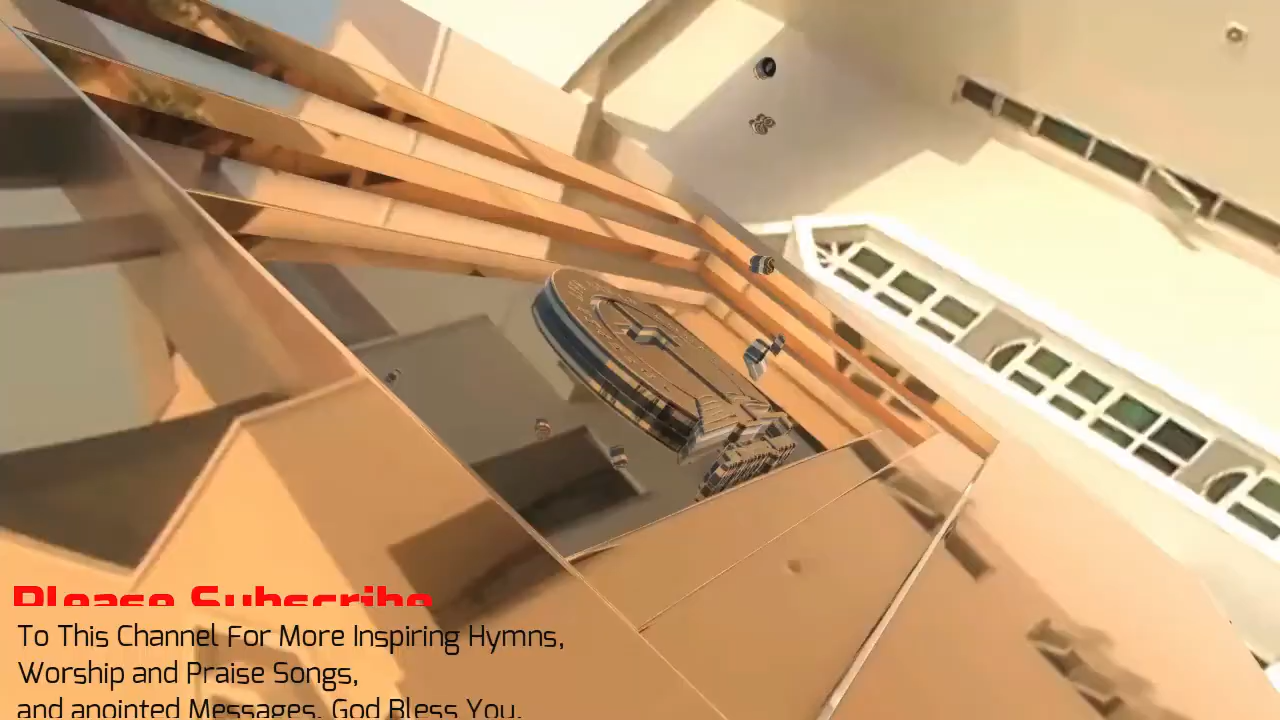 Please Subscribe
To This Channel For More Inspiring Hymns,
Worship and Praise Songs,
and anointed Messages. God Bless You.